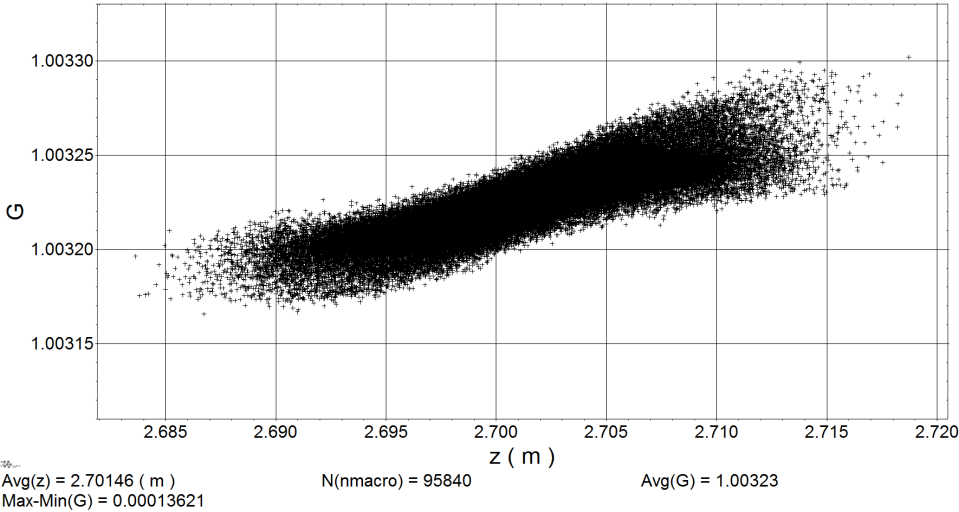 G
1.00330
1.00325
1.00320
1.00315
2.685 2.690 2.695 2.700 2.705 2.710 2.715 2.720
z ( m )
GPT
Avg(z) = 2.70146 ( m ) N(nmacro) = 95840 Avg(G) = 1.00323
Max-Min(G) = 0.00013621